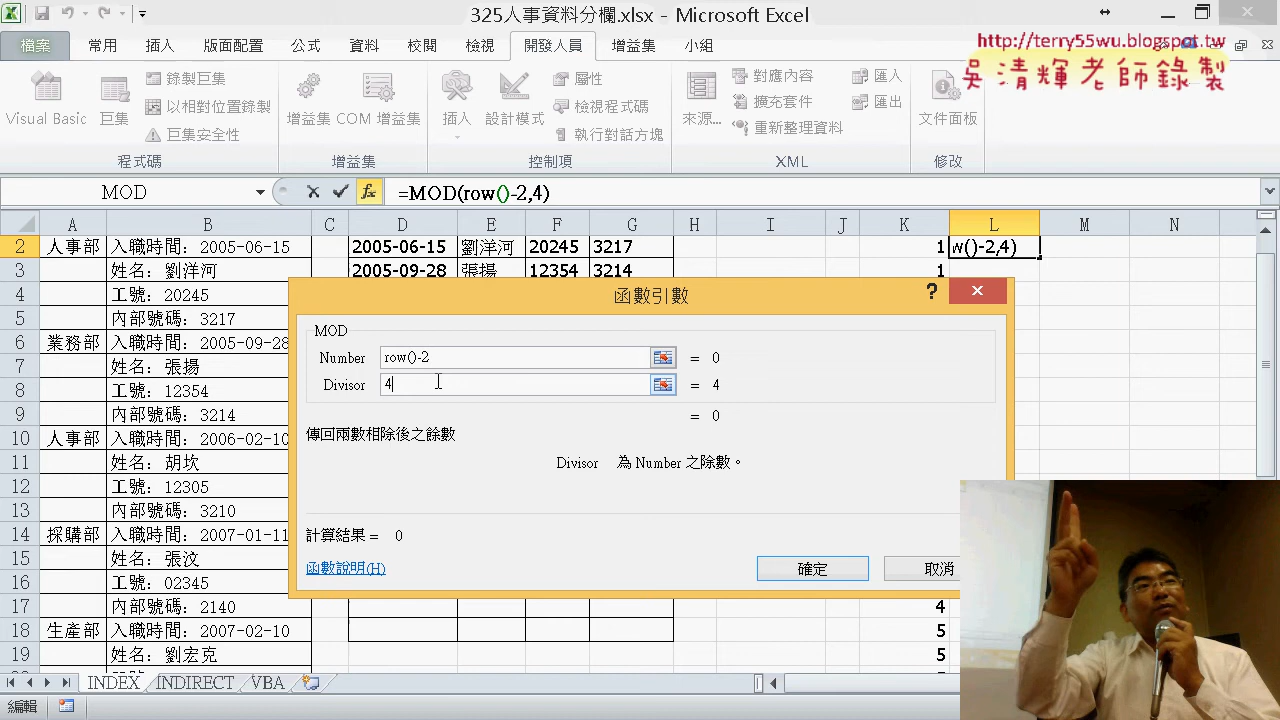 325人事資料分欄.xlsx - Microsoft Excel
檔案 常用 插入 版面配置 公式 資料 校閱 檢視 開發人員 增益集 小組
http://terry55wu.blogspot.tw
吳清輝老師錄製
Visual Basic 巨集 錄製巨集 以相對位置錄製 巨集安全性 程式碼
增益集 COM 增益集 增益集
插入 設計模式 屬性 檢視程式碼 執行對話方塊 控制項
來源... 對應內容 擴充套件 重新整理資料 匯入 匯出 XML
文件面板 修改
MOD =MOD(row()-2,4)
A B C D E F G H I J K L M N
2 人事部 入職時間: 2005-06-15 2005-06-15 劉洋河 20245 3217 1 w()-2,4)
3 姓名: 劉洋河 2005-09-28 張揚 12354 3214 1
4 工號: 20245
5 內部號碼: 3217
6 業務部 入職時間: 2005-09-28
7 姓名: 張揚
8 工號: 12354
9 內部號碼: 3214
10 人事部 入職時間: 2006-02-10
11 姓名: 胡坎
12 工號: 12305
13 內部號碼: 3210
14 採購部 入職時間: 2007-01-11
15 姓名: 張汶
16 工號: 02345
17 內部號碼: 2140 4
18 生產部 入職時間: 2007-02-10 5
19 姓名: 劉宏克 5
函數引數
MOD
Number row()-2 = 0
Divisor 4 = 4
= 0
傳回兩數相除後之餘數
Divisor 為 Number 之除數。
計算結果 = 0
函數說明(H)
確定 取消
INDEX INDIRECT VBA
編輯